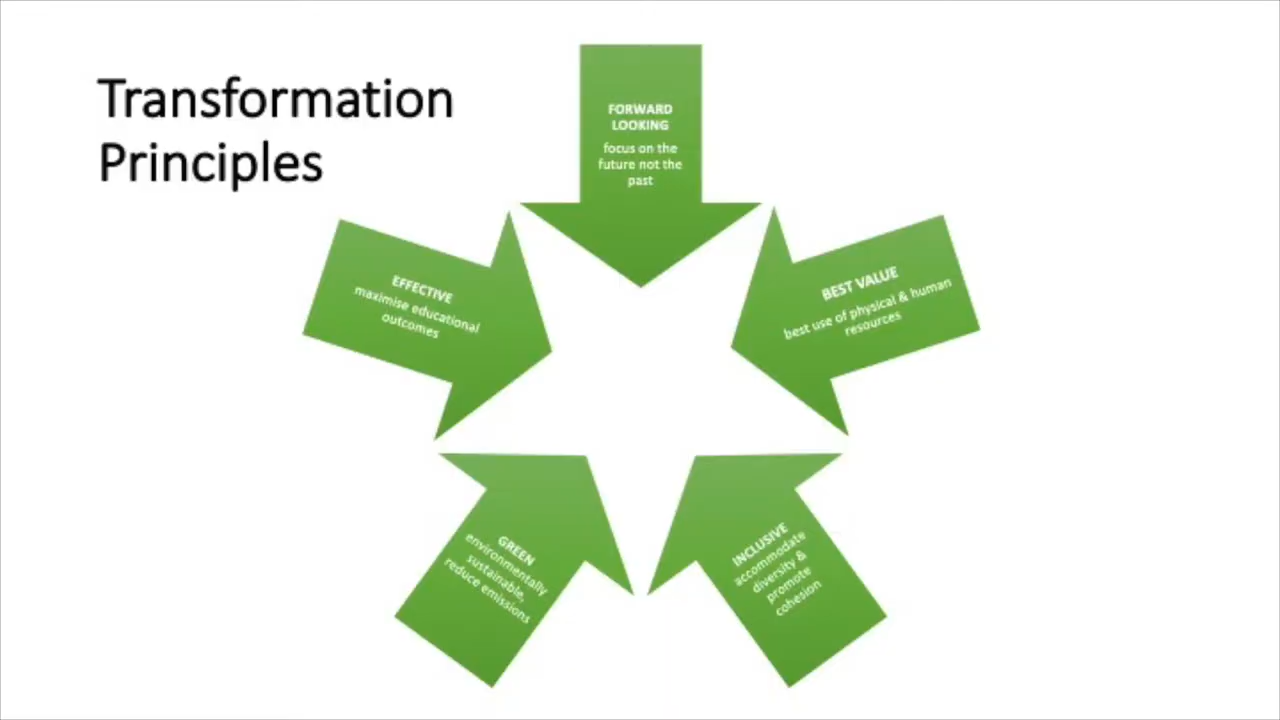 Transformation
Principles
FORWARD
LOOKING
focus on the
future not the
past
BEST VALUE
best use of physical & human
resources
INCLUSIVE
accommodate
diversity &
promote
cohesion
GREEN
environmentally
sustainable,
reduce emissions
EFFECTIVE
maximise educational
outcomes